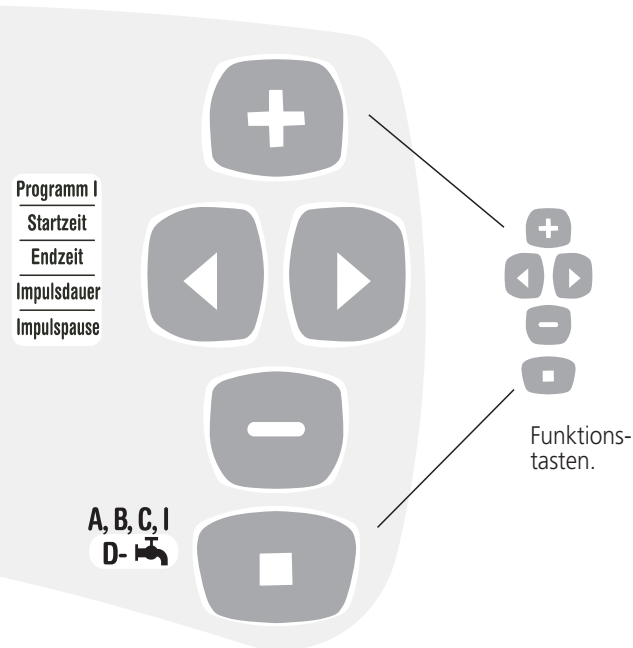 Programm I
Startzeit
Endzeit
Impulsdauer
Impulspause
A, B, C, I
D-
Funktions-
tasten.